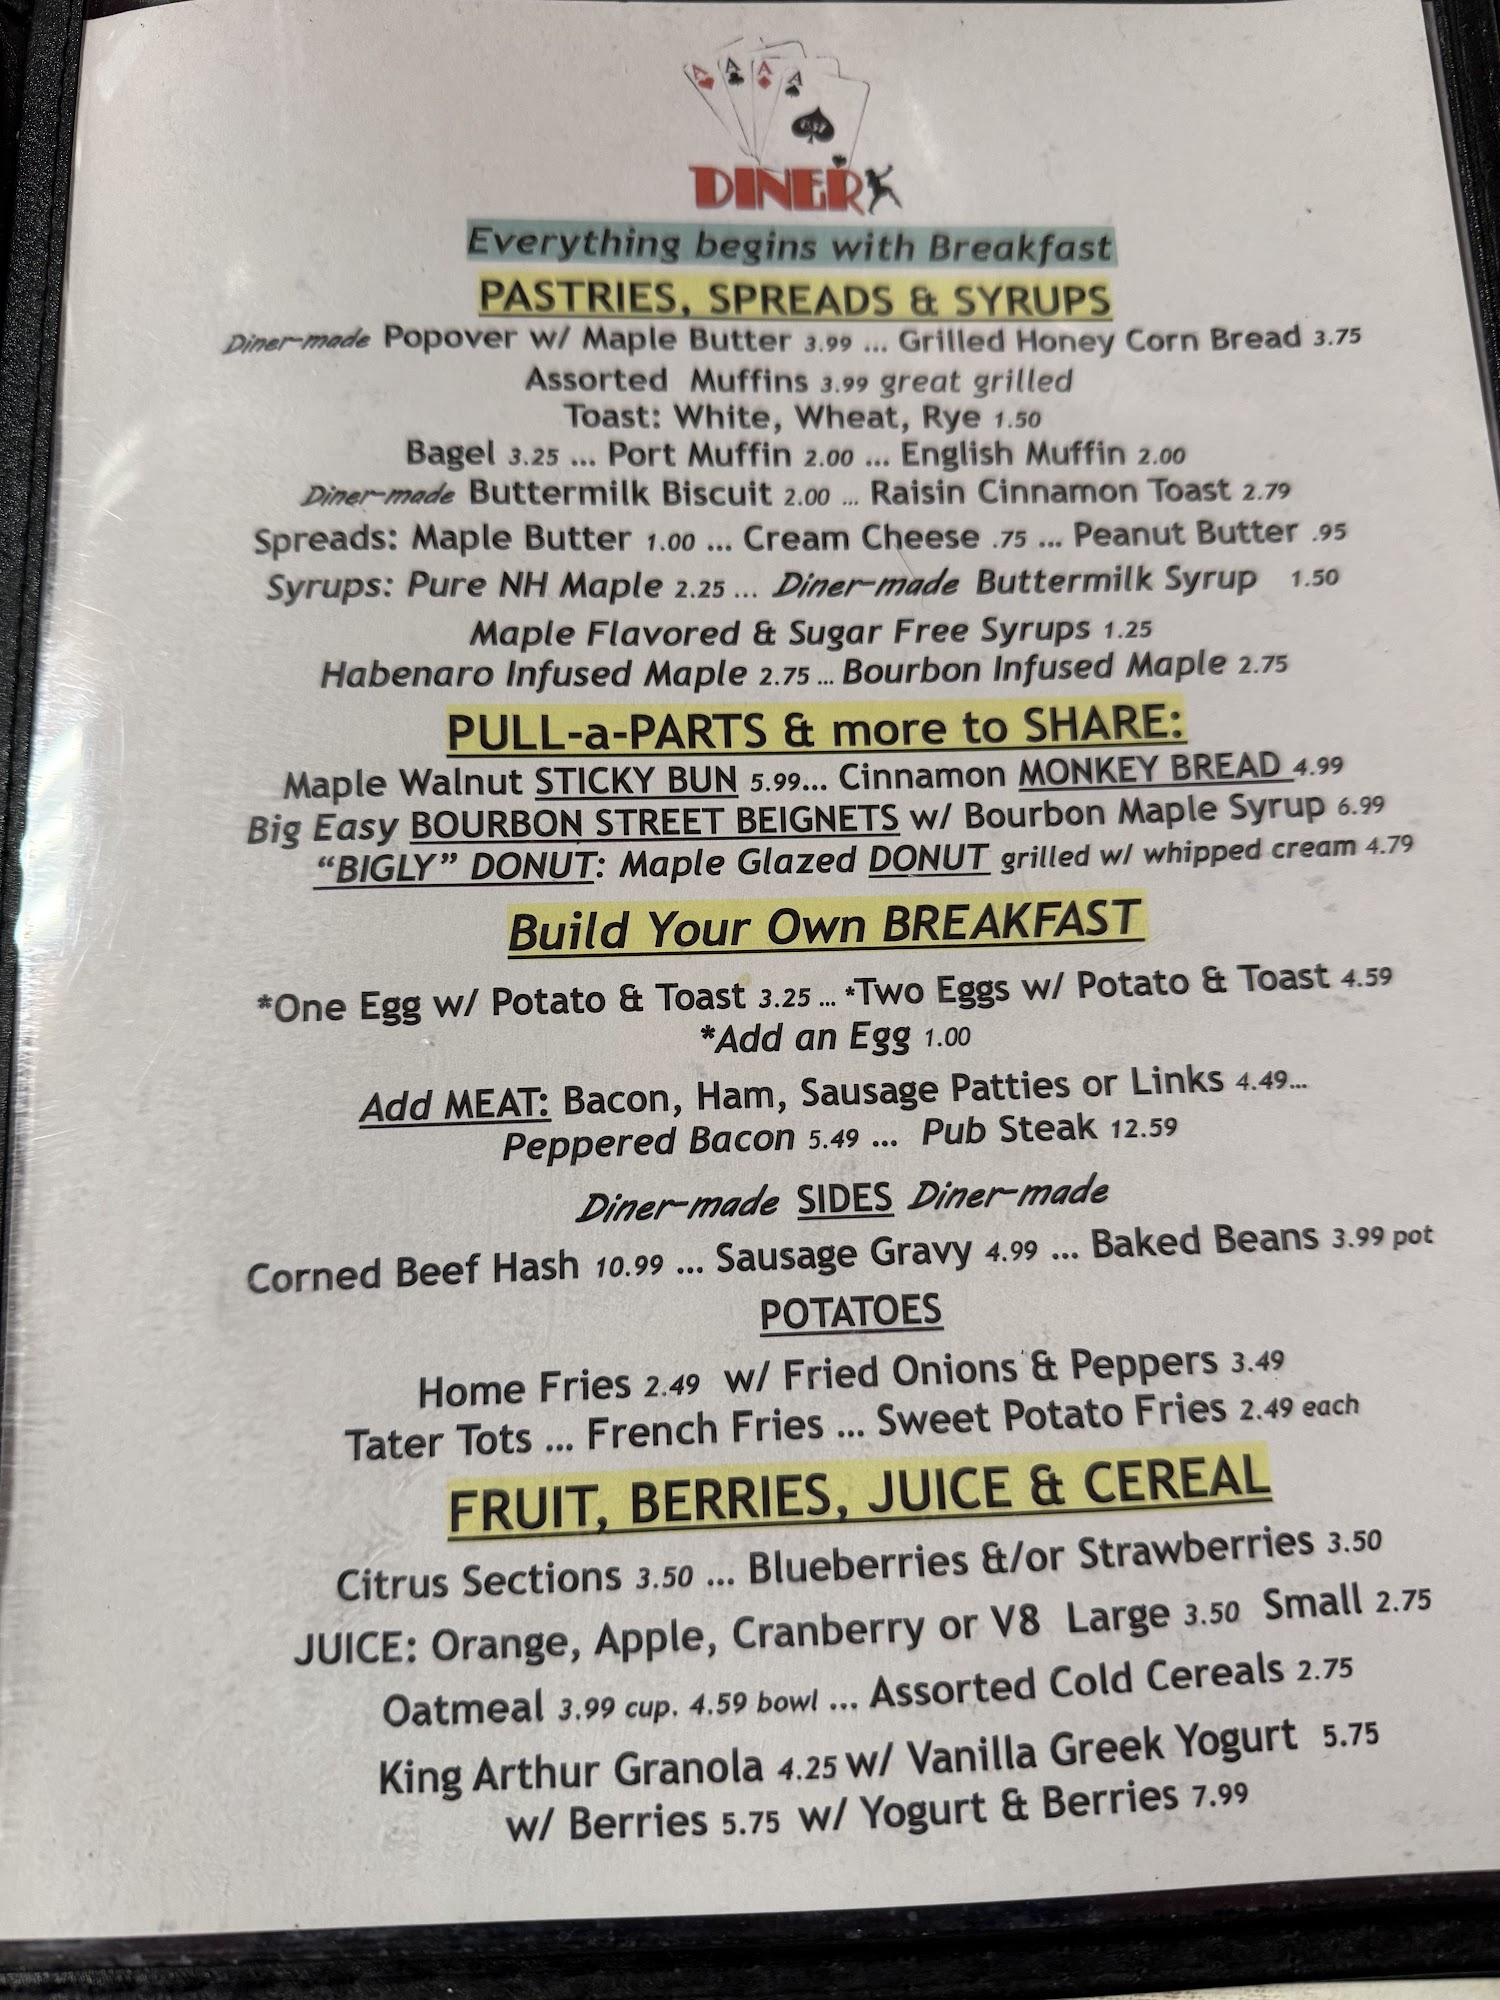 A A A A
DINER
Everything begins with Breakfast
PASTRIES, SPREADS & SYRUPS
Diner-made Popover w/ Maple Butter 3.99 ... Grilled Honey Corn Bread 3.75
Assorted Muffins 3.99 great grilled
Toast: White, Wheat, Rye 1.50
Bagel 3.25 ... Port Muffin 2.00 ... English Muffin 2.00
Diner-made Buttermilk Biscuit 2.00 ... Raisin Cinnamon Toast 2.79
Spreads: Maple Butter 1.00 ... Cream Cheese .75 ... Peanut Butter .95
Syrups: Pure NH Maple 2.25 ... Diner-made Buttermilk Syrup 1.50
Maple Flavored & Sugar Free Syrups 1.25
Habenaro Infused Maple 2.75 ... Bourbon Infused Maple 2.75
PULL-a-PARTS & more to SHARE:
Maple Walnut STICKY BUN 5.99... Cinnamon MONKEY BREAD 4.99
Big Easy BOURBON STREET BEIGNETS w/ Bourbon Maple Syrup 6.99
“BIGLY” DONUT: Maple Glazed DONUT grilled w/ whipped cream 4.79
Build Your Own BREAKFAST
*One Egg w/ Potato & Toast 3.25 ... *Two Eggs w/ Potato & Toast 4.59
*Add an Egg 1.00
Add MEAT: Bacon, Ham, Sausage Patties or Links 4.49...
Peppered Bacon 5.49 ... Pub Steak 12.59
Diner-made SIDES Diner-made
Corned Beef Hash 10.99 ... Sausage Gravy 4.99 ... Baked Beans 3.99 pot
POTATOES
Home Fries 2.49 w/ Fried Onions & Peppers 3.49
Tater Tots ... French Fries ... Sweet Potato Fries 2.49 each
FRUIT, BERRIES, JUICE & CEREAL
Citrus Sections 3.50 ... Blueberries &/or Strawberries 3.50
JUICE: Orange, Apple, Cranberry or V8 Large 3.50 Small 2.75
Oatmeal 3.99 cup. 4.59 bowl ... Assorted Cold Cereals 2.75
King Arthur Granola 4.25 w/ Vanilla Greek Yogurt 5.75
w/ Berries 5.75 w/ Yogurt & Berries 7.99